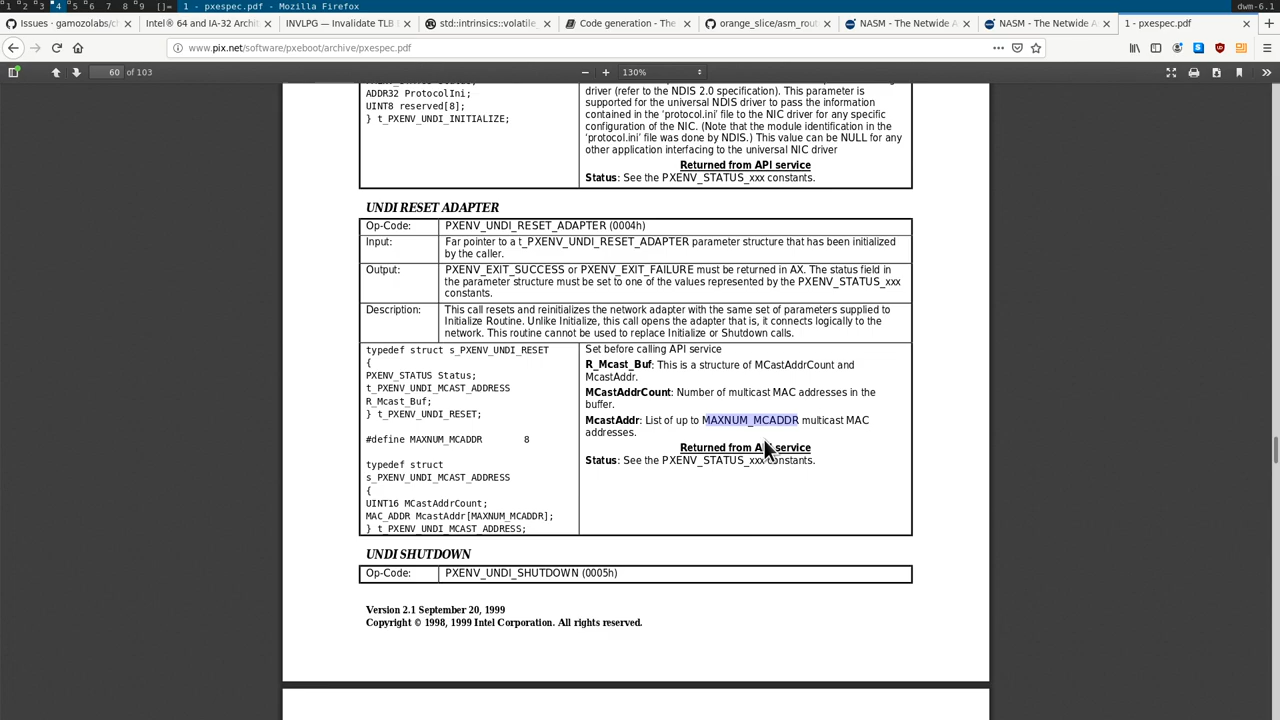 1 2 3 4 5 6 7 8 9 []= 1 - pxespec.pdf - Mozilla Firefox dwm-6.1
Issues · gamozolabs/cl
Intel® 64 and IA-32 Archit
INVLPG — Invalidate TLB E
std::intrinsics::volatile
Code generation - The
orange_slice/asm_rout
NASM - The Netwide A
NASM - The Netwide A
1 - pxespec.pdf
www.pix.net/software/pxeboot/archive/pxespec.pdf
60 of 103
130%
ADDR32 ProtocolIni;
UINT8 reserved[8];
} t_PXENV_UNDI_INITIALIZE;
driver (refer to the NDIS 2.0 specification). This parameter is
supported for the universal NDIS driver to pass the information
contained in the 'protocol.ini' file to the NIC driver for any specific
configuration of the NIC. (Note that the module identification in the
'protocol.ini' file was done by NDIS.) This value can be NULL for any
other application interfacing to the universal NIC driver
Returned from API service
Status: See the PXENV_STATUS_xxx constants.
UNDI RESET ADAPTER
Op-Code: PXENV_UNDI_RESET_ADAPTER (0004h)
Input: Far pointer to a t_PXENV_UNDI_RESET_ADAPTER parameter structure that has been initialized
by the caller.
Output: PXENV_EXIT_SUCCESS or PXENV_EXIT_FAILURE must be returned in AX. The status field in
the parameter structure must be set to one of the values represented by the PXENV_STATUS_xxx
constants.
Description: This call resets and reinitializes the network adapter with the same set of parameters supplied to
Initialize Routine. Unlike Initialize, this call opens the adapter that is, it connects logically to the
network. This routine cannot be used to replace Initialize or Shutdown calls.
typedef struct s_PXENV_UNDI_RESET
{
PXENV_STATUS Status;
t_PXENV_UNDI_MCAST_ADDRESS
R_Mcast_Buf;
} t_PXENV_UNDI_RESET;
#define MAXNUM_MCADDR 8
typedef struct
s_PXENV_UNDI_MCAST_ADDRESS
{
UINT16 MCastAddrCount;
MAC_ADDR McastAddr[MAXNUM_MCADDR];
} t_PXENV_UNDI_MCAST_ADDRESS;
Set before calling API service
R_Mcast_Buf: This is a structure of MCastAddrCount and
McastAddr.
MCastAddrCount: Number of multicast MAC addresses in the
buffer.
McastAddr: List of up to MAXNUM_MCADDR multicast MAC
addresses.
Returned from API service
Status: See the PXENV_STATUS_xxx constants.
UNDI SHUTDOWN
Op-Code: PXENV_UNDI_SHUTDOWN (0005h)
Version 2.1 September 20, 1999
Copyright © 1998, 1999 Intel Corporation. All rights reserved.